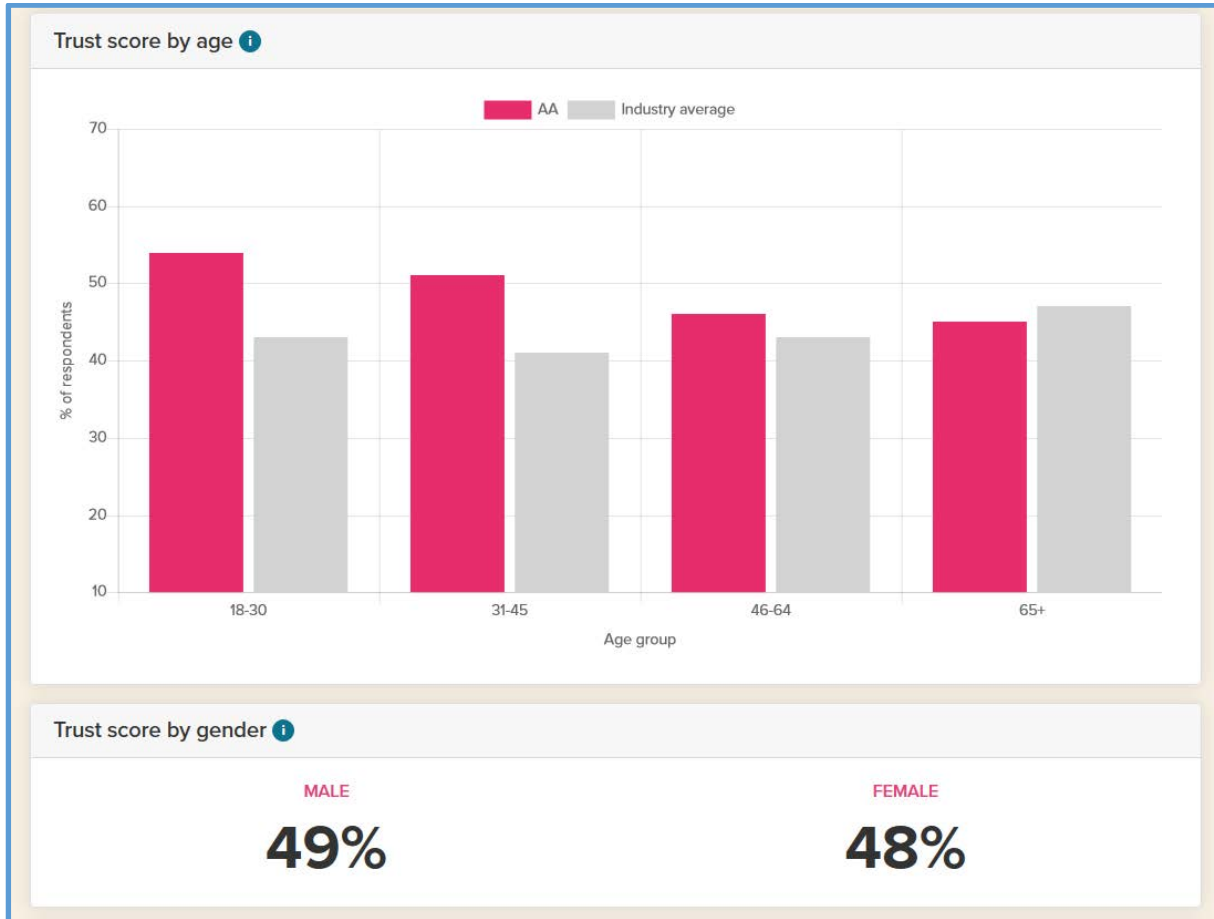 Trust score by age
AA Industry average
70
60
50
40
30
20
10
% of respondents
18-30 31-45 46-64 65+
Age group
Trust score by gender
MALE FEMALE
49% 48%